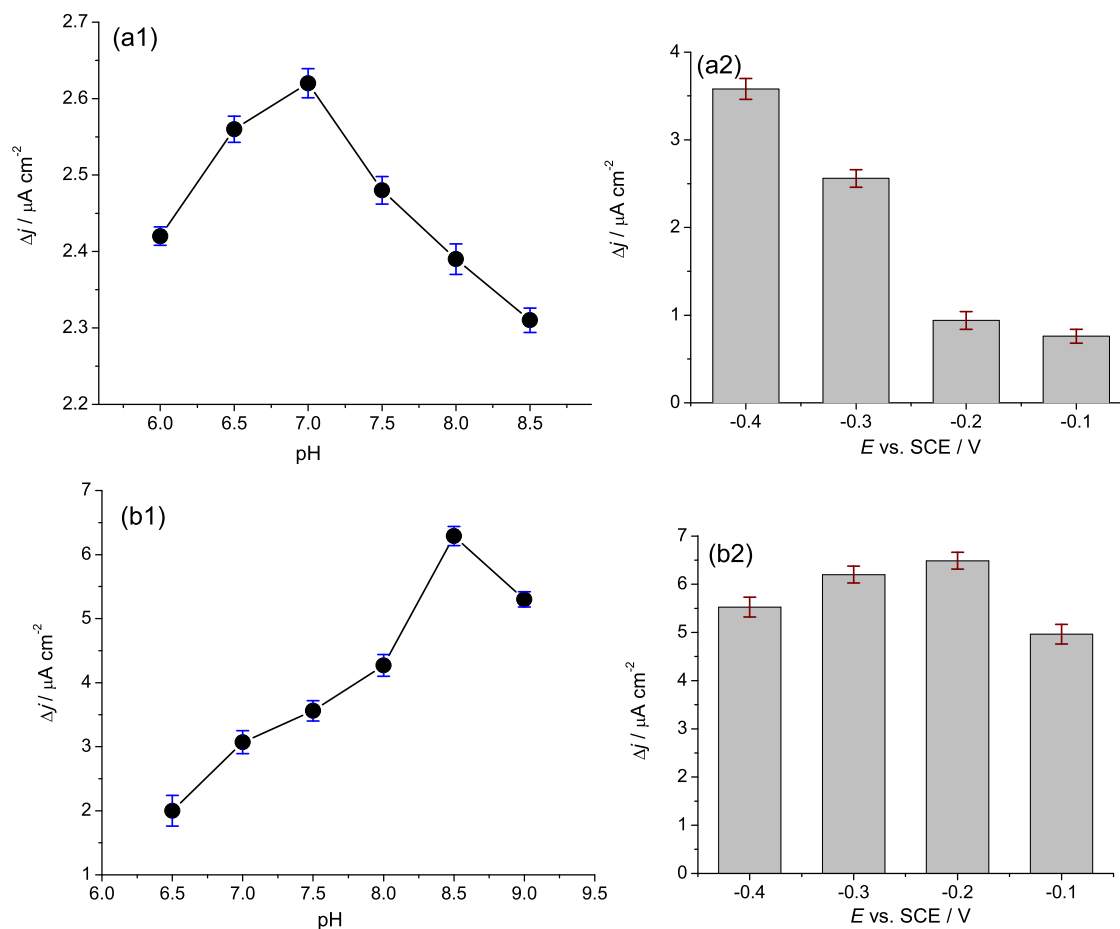 (a1)
2.7
2.6
2.5
2.4
2.3
2.2
Δj / μA cm-2
6.0 6.5 7.0 7.5 8.0 8.5
pH
(a2)
4
3
2
1
0
Δj / μA cm-2
-0.4 -0.3 -0.2 -0.1
E vs. SCE / V
(b1)
7
6
5
4
3
2
1
Δj / μA cm-2
6.0 6.5 7.0 7.5 8.0 8.5 9.0 9.5
pH
(b2)
7
6
5
4
3
2
1
0
Δj / μA cm-2
-0.4 -0.3 -0.2 -0.1
E vs. SCE / V